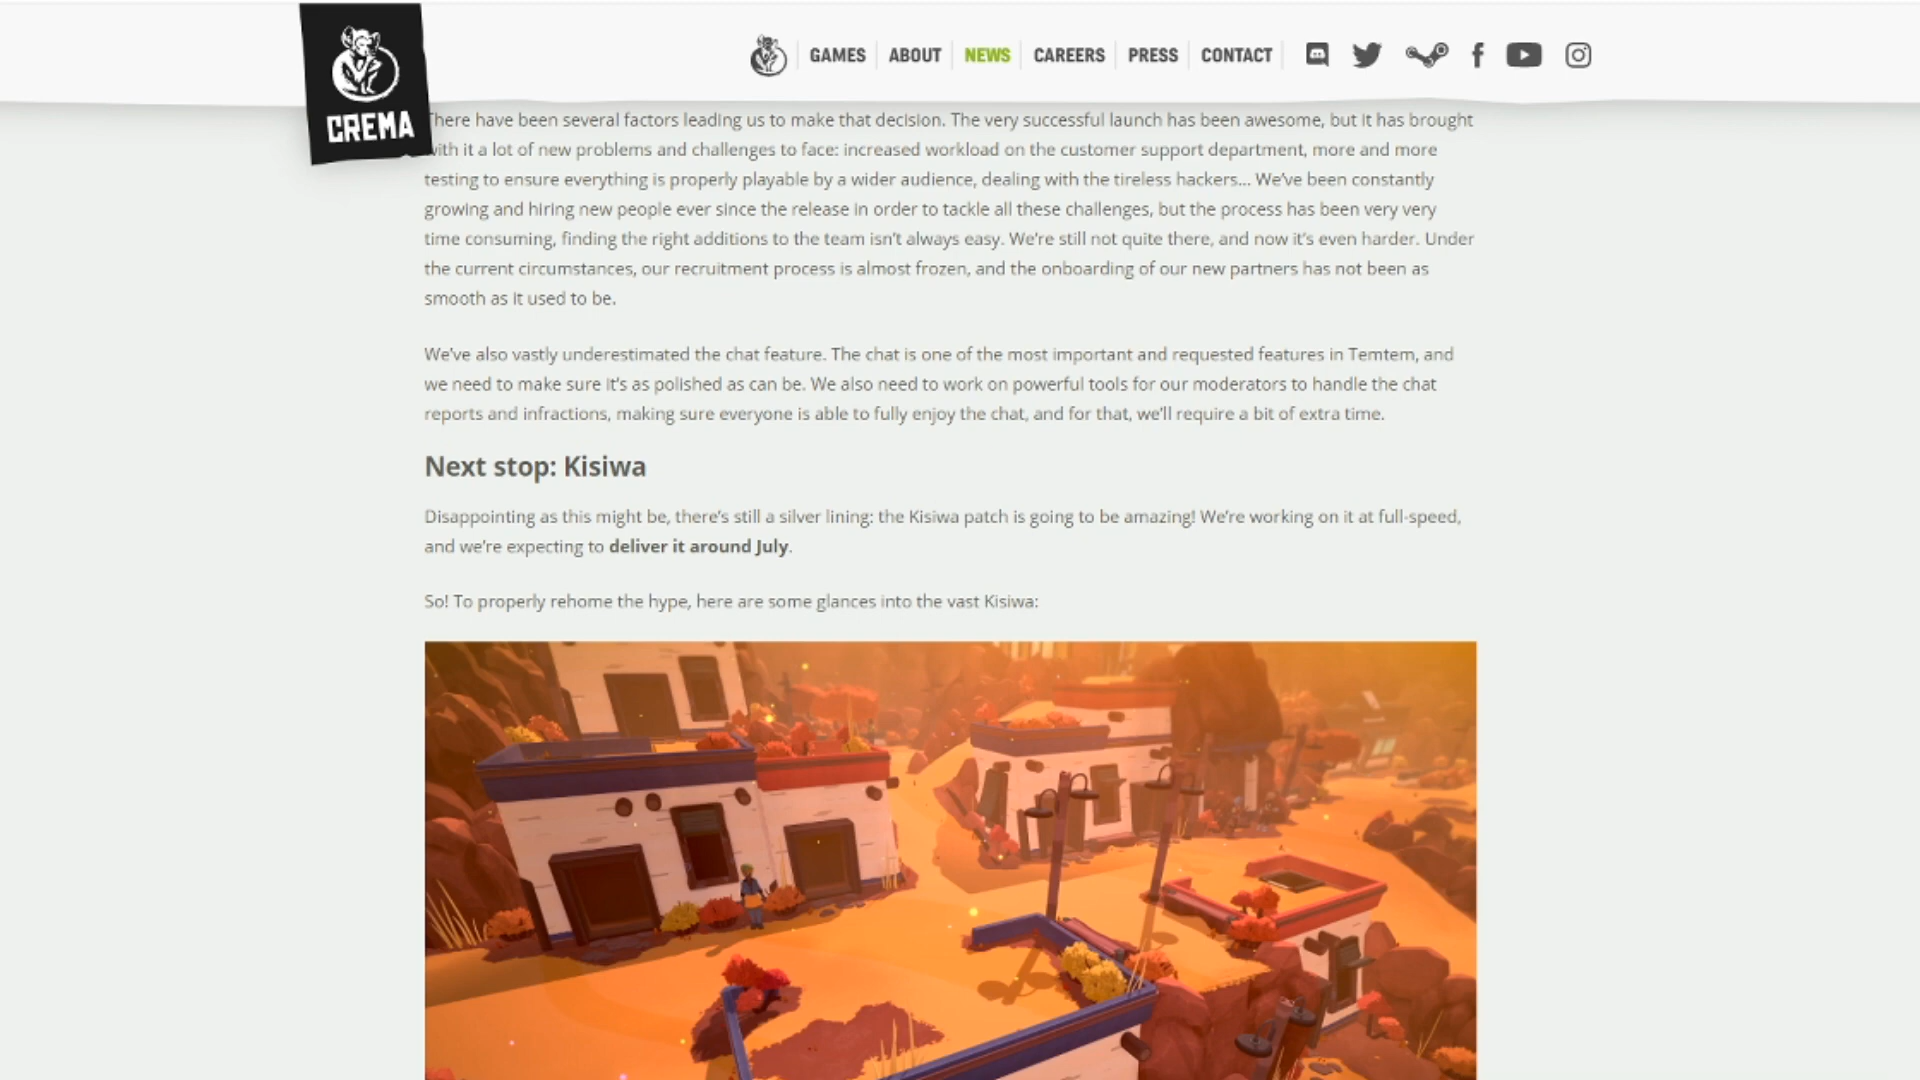 CREMA
GAMES
ABOUT
NEWS
CAREERS
PRESS
CONTACT
There have been several factors leading us to make that decision. The very successful launch has been awesome, but it has brought
with it a lot of new problems and challenges to face: increased workload on the customer support department, more and more
testing to ensure everything is properly playable by a wider audience, dealing with the tireless hackers... We've been constantly
growing and hiring new people ever since the release in order to tackle all these challenges, but the process has been very very
time consuming, finding the right additions to the team isn't always easy. We're still not quite there, and now it's even harder. Under
the current circumstances, our recruitment process is almost frozen, and the onboarding of our new partners has not been as
smooth as it used to be.
We've also vastly underestimated the chat feature. The chat is one of the most important and requested features in Temtem, and
we need to make sure it's as polished as can be. We also need to work on powerful tools for our moderators to handle the chat
reports and infractions, making sure everyone is able to fully enjoy the chat, and for that, we'll require a bit of extra time.
Next stop: Kisiwa
Disappointing as this might be, there's still a silver lining: the Kisiwa patch is going to be amazing! We're working on it at full-speed,
and we're expecting to deliver it around July.
So! To properly rehome the hype, here are some glances into the vast Kisiwa: